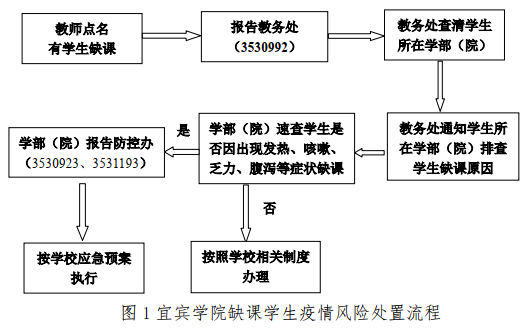 教师点名
有学生缺课
报告教务处
（3530992）
教务处查清学生
所在学部（院）
教务处通知学生所
在学部（院）排查
学生缺课原因
学部（院）速查学生是
否因出现发热、咳嗽、
乏力、腹泻等症状缺课
是
学部（院）报告防控办
（3530923、3531193）
否
按学校应急预案
执行
按照学校相关制度
办理
图 1 宜宾学院缺课学生疫情风险处置流程